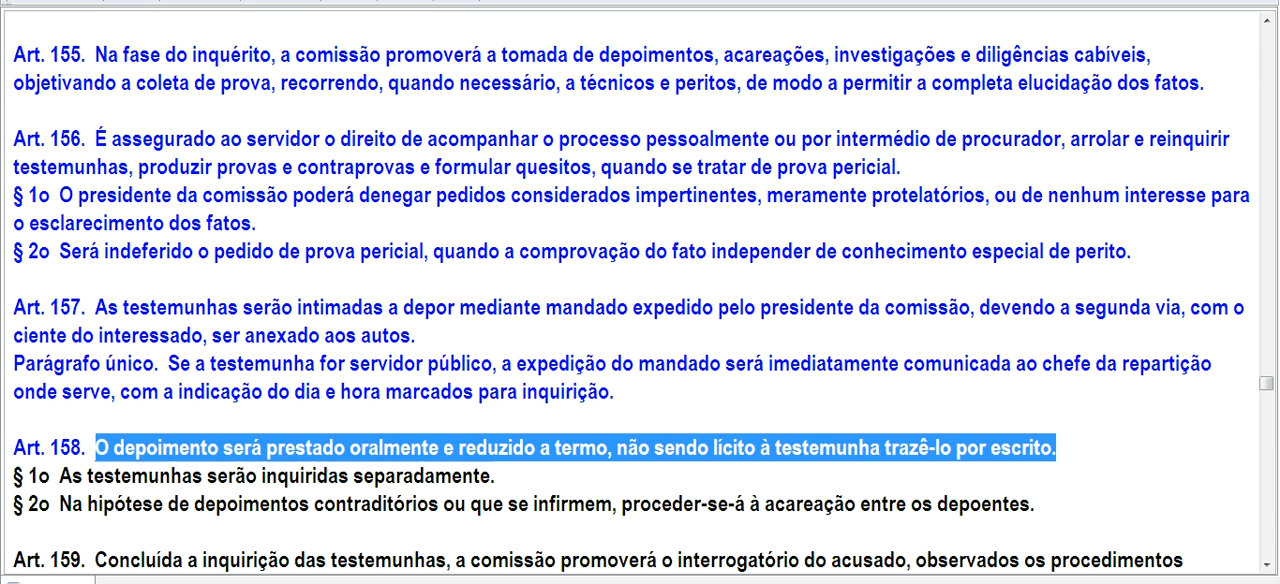 Art. 155.  Na fase do inquérito, a comissão promoverá a tomada de depoimentos, acareações, investigações e diligências cabíveis,
objetivando a coleta de prova, recorrendo, quando necessário, a técnicos e peritos, de modo a permitir a completa elucidação dos fatos.
Art. 156.  É assegurado ao servidor o direito de acompanhar o processo pessoalmente ou por intermédio de procurador, arrolar e reinquirir
testemunhas, produzir provas e contraprovas e formular quesitos, quando se tratar de prova pericial.
§ 1o  O presidente da comissão poderá denegar pedidos considerados impertinentes, meramente protelatórios, ou de nenhum interesse para
o esclarecimento dos fatos.
§ 2o  Será indeferido o pedido de prova pericial, quando a comprovação do fato independer de conhecimento especial de perito.
Art. 157.  As testemunhas serão intimadas a depor mediante mandado expedido pelo presidente da comissão, devendo a segunda via, com o
ciente do interessado, ser anexado aos autos.
Parágrafo único.  Se a testemunha for servidor público, a expedição do mandado será imediatamente comunicada ao chefe da repartição
onde serve, com a indicação do dia e hora marcados para inquirição.
Art. 158.  O depoimento será prestado oralmente e reduzido a termo, não sendo lícito à testemunha trazê-lo por escrito.
§ 1o  As testemunhas serão inquiridas separadamente.
§ 2o  Na hipótese de depoimentos contraditórios ou que se infirmem, proceder-se-á à acareação entre os depoentes.
Art. 159.  Concluída a inquirição das testemunhas, a comissão promoverá o interrogatório do acusado, observados os procedimentos